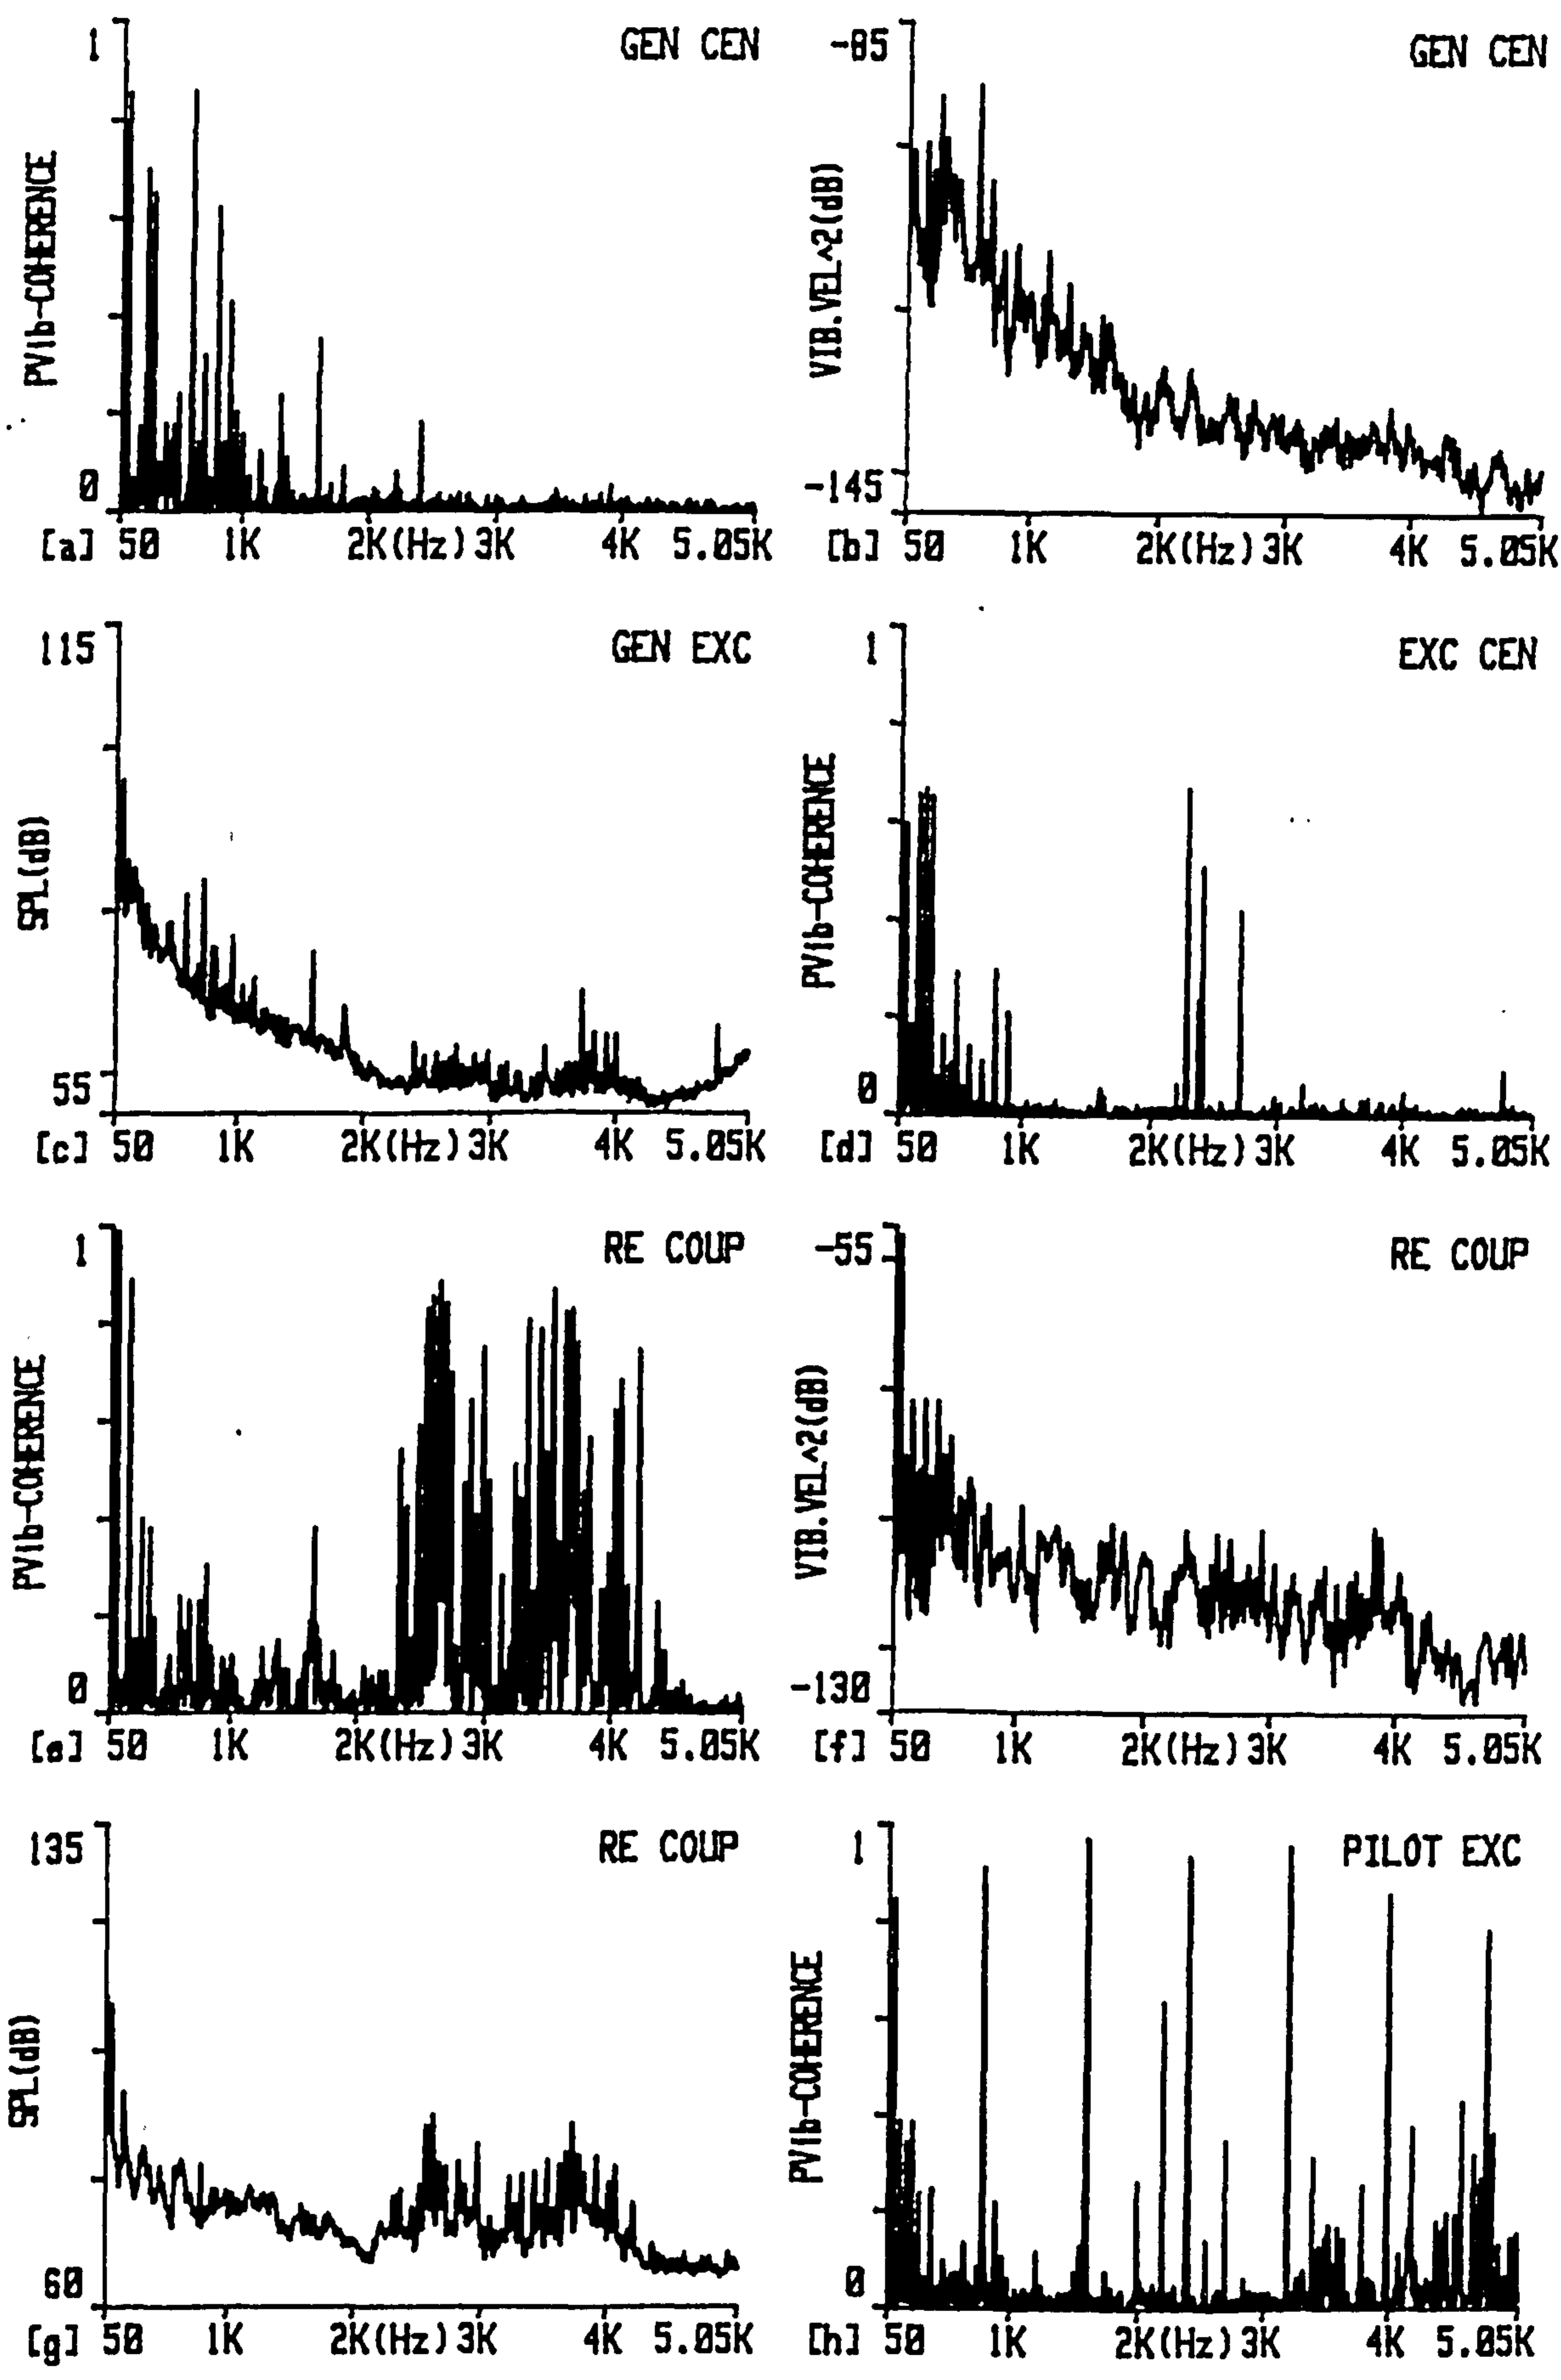 GEN CEN
1
PVib-COHERENCE
0
[a] 50 1K 2K(Hz) 3K 4K 5.05K
GEN CEN
-85
VIB.VEL^2(dB)
-145
[b] 50 1K 2K(Hz) 3K 4K 5.05K
GEN EXC
115
SPL(dB)
55
[c] 50 1K 2K(Hz) 3K 4K 5.05K
EXC CEN
1
PVib-COHERENCE
0
[d] 50 1K 2K(Hz) 3K 4K 5.05K
RE COUP
1
PVib-COHERENCE
0
[e] 50 1K 2K(Hz) 3K 4K 5.05K
RE COUP
-55
VIB.VEL^2(dB)
-130
[f] 50 1K 2K(Hz) 3K 4K 5.05K
RE COUP
135
SPL(dB)
60
[g] 50 1K 2K(Hz) 3K 4K 5.05K
PILOT EXC
1
PVib-COHERENCE
0
[h] 50 1K 2K(Hz) 3K 4K 5.05K